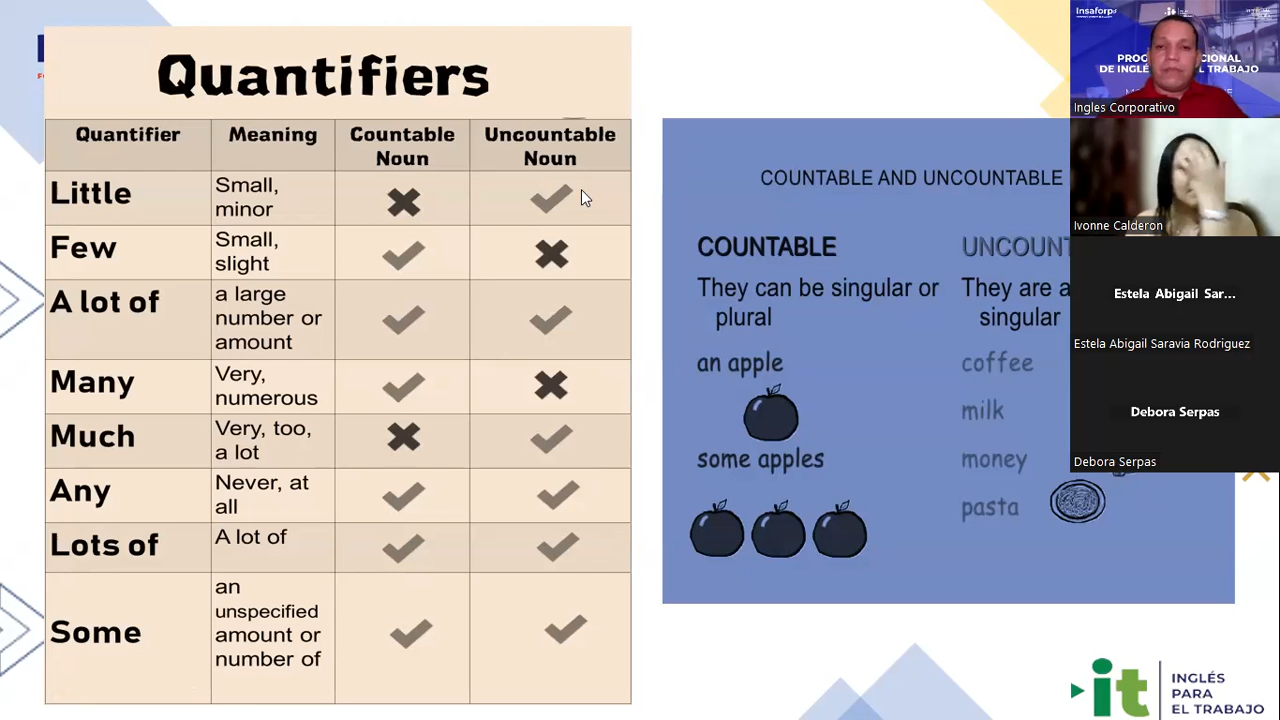 Quantifiers
Quantifier Meaning Countable Noun Uncountable Noun
Little Small, minor
Few Small, slight
A lot of a large number or amount
Many Very, numerous
Much Very, too, a lot
Any Never, at all
Lots of A lot of
Some an unspecified amount or number of
COUNTABLE AND UNCOUNTABLE
COUNTABLE
They can be singular or
plural
an apple
some apples
UNCOUNT
They are a
singular
coffee
milk
money
pasta
Insaforp
it
Ingles Corporativo
Ivonne Calderon
Estela Abigail Sar...
Estela Abigail Saravia Rodriguez
Debora Serpas
Debora Serpas
it
INGLÉS
PARA
EL TRABAJO